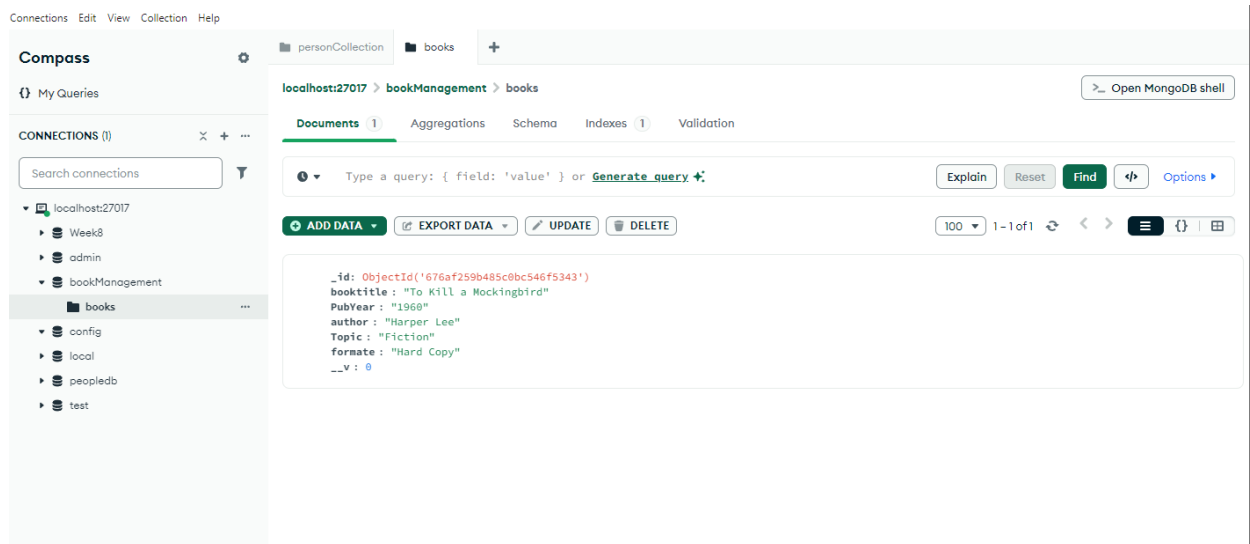 Connections Edit View Collection Help
Compass
{} My Queries
CONNECTIONS (1)
Search connections
localhost:27017
Week8
admin
bookManagement
books
config
local
peopledb
test
personCollection books
localhost:27017 > bookManagement > books
>_ Open MongoDB shell
Documents 1 Aggregations Schema Indexes 1 Validation
Type a query: { field: 'value' } or Generate query
Explain Reset Find </> Options
ADD DATA EXPORT DATA UPDATE DELETE
100 1-1 of 1 {}
_id: ObjectId('676af259b485c0bc546f5343')
booktitle : "To Kill a Mockingbird"
PubYear : "1960"
author : "Harper Lee"
Topic : "Fiction"
formate : "Hard Copy"
__v : 0